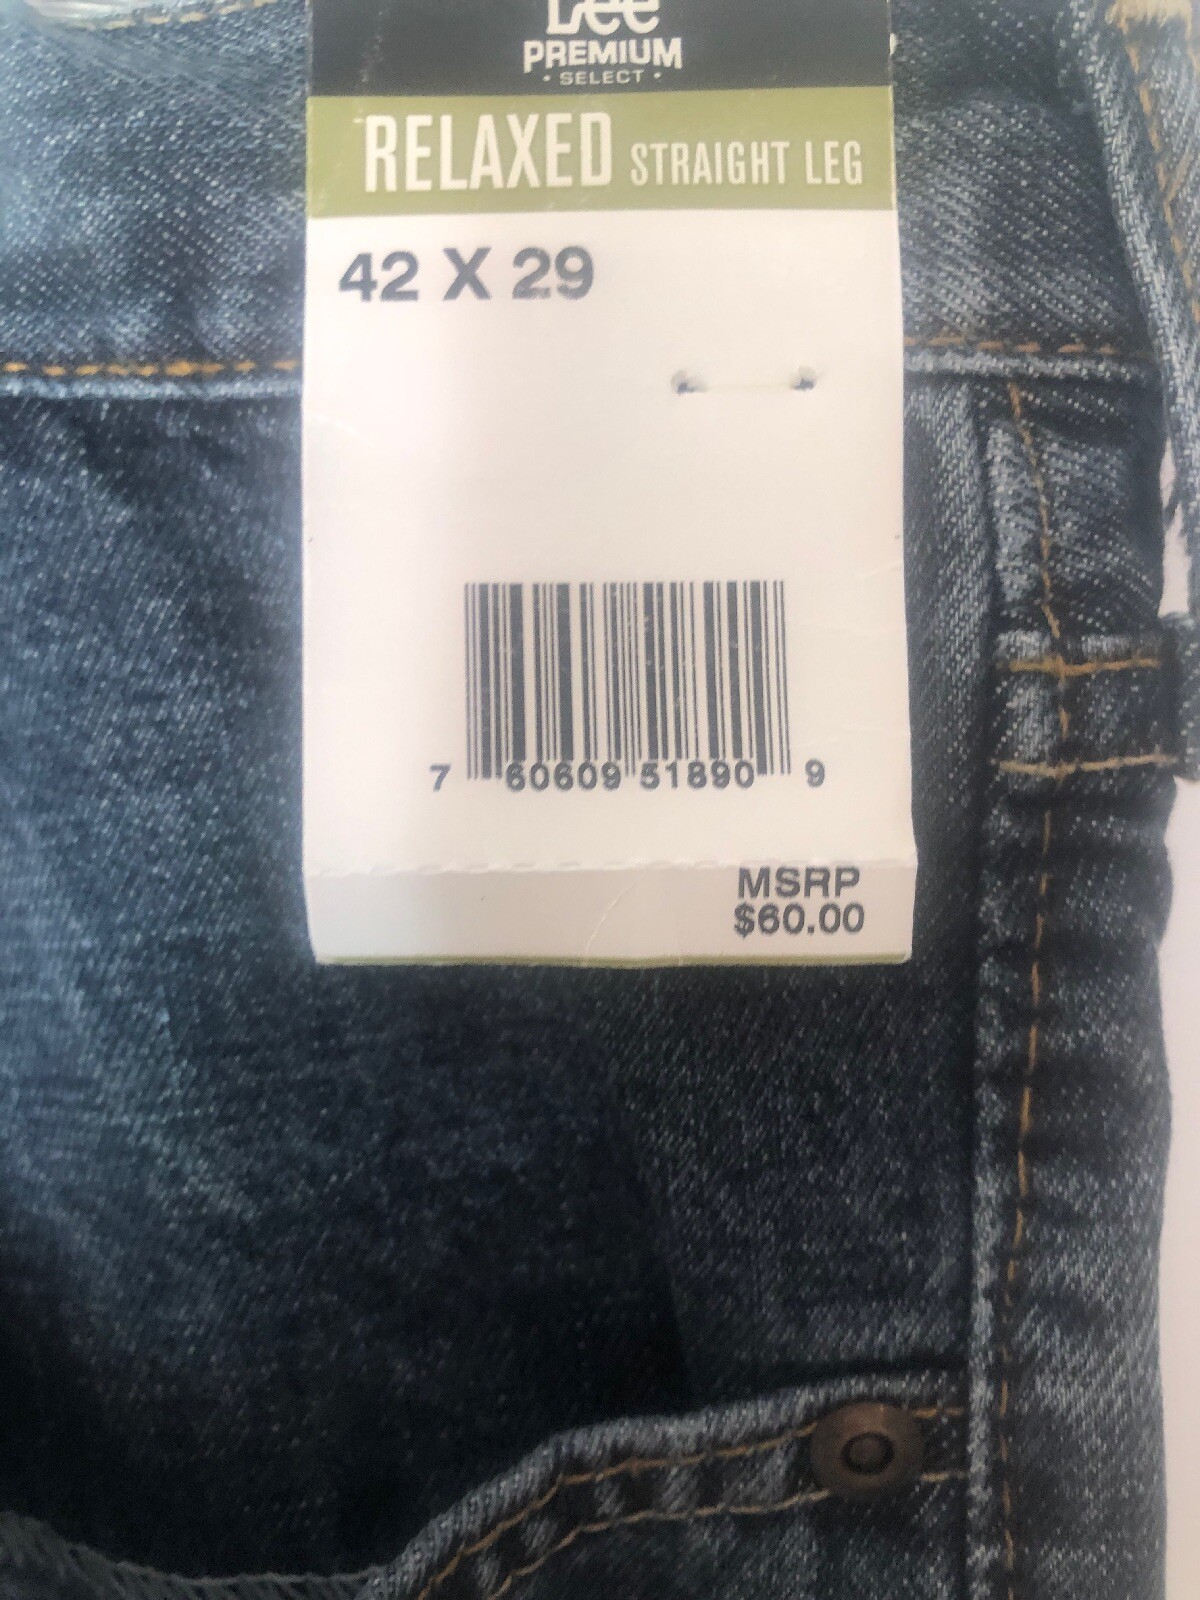 Lee
PREMIUM
• SELECT •
RELAXED STRAIGHT LEG
42 X 29
7 60609 51890 9
MSRP
$60.00